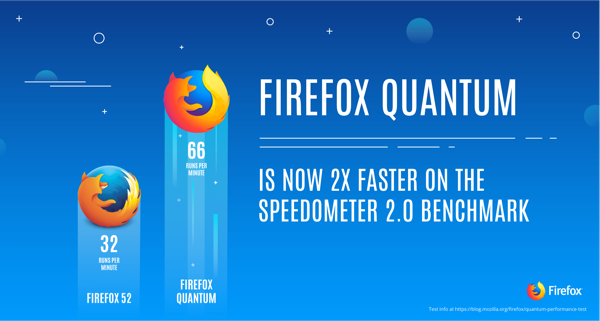 FIREFOX QUANTUM
IS NOW 2X FASTER ON THE
SPEEDOMETER 2.0 BENCHMARK
66
RUNS PER
MINUTE
FIREFOX
QUANTUM
32
RUNS PER
MINUTE
FIREFOX 52
Firefox
Test info at https://blog.mozilla.org/firefox/quantum-performance-test